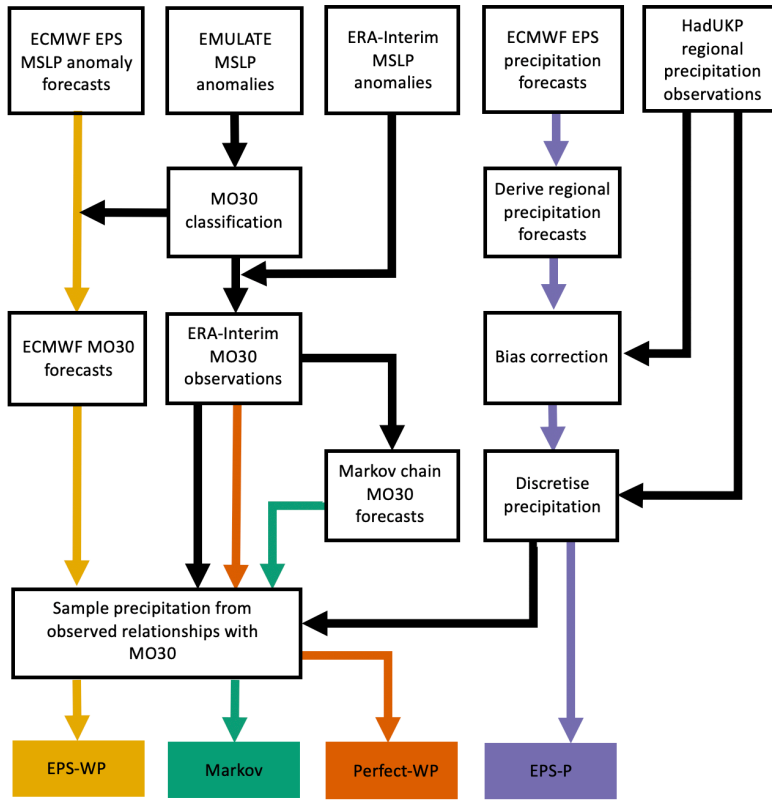 ECMWF EPS
MSLP anomaly
forecasts
EMULATE
MSLP
anomalies
ERA-Interim
MSLP
anomalies
ECMWF EPS
precipitation
forecasts
HadUKP
regional
precipitation
observations
MO30
classification
Derive regional
precipitation
forecasts
ECMWF MO30
forecasts
ERA-Interim
MO30
observations
Bias correction
Markov chain
MO30
forecasts
Discretise
precipitation
Sample precipitation from
observed relationships with
MO30
EPS-WP
Markov
Perfect-WP
EPS-P